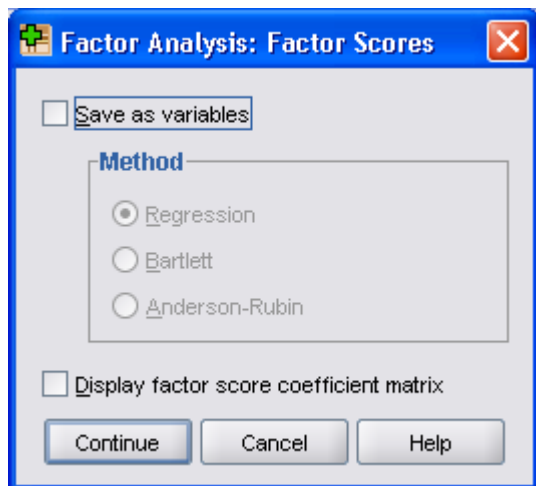 Factor Analysis: Factor Scores
Save as variables
Method
Regression
Bartlett
Anderson-Rubin
Display factor score coefficient matrix
Continue Cancel Help